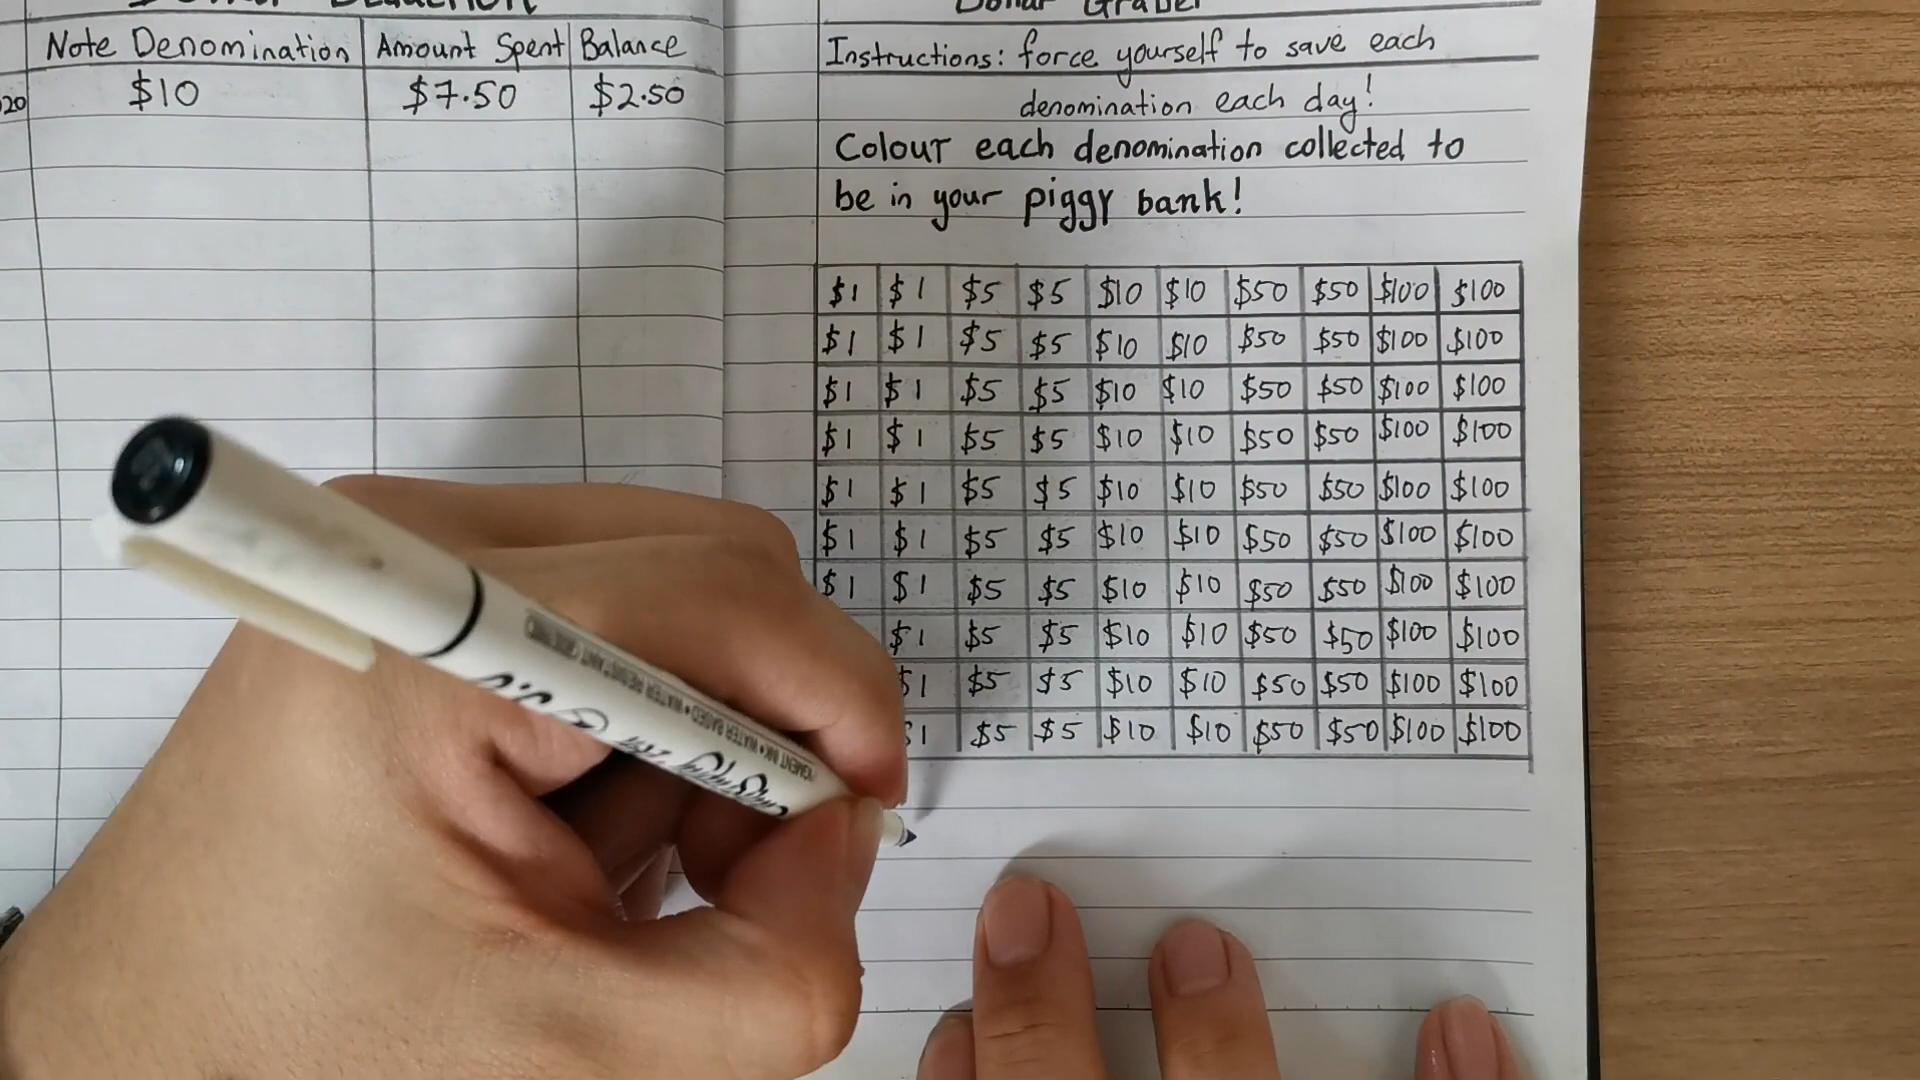 Note Denomination Amount Spent Balance
$10 $7.50 $2.50
Instructions: force yourself to save each
denomination each day!
Colour each denomination collected to
be in your piggy bank!
$1 $1 $5 $5 $10 $10 $50 $50 $100 $100
$1 $1 $5 $5 $10 $10 $50 $50 $100 $100
$1 $1 $5 $5 $10 $10 $50 $50 $100 $100
$1 $1 $5 $5 $10 $10 $50 $50 $100 $100
$1 $1 $5 $5 $10 $10 $50 $50 $100 $100
$1 $1 $5 $5 $10 $10 $50 $50 $100 $100
$1 $1 $5 $5 $10 $10 $50 $50 $100 $100
$1 $5 $5 $10 $10 $50 $50 $100 $100
$1 $5 $5 $10 $10 $50 $50 $100 $100
$1 $5 $5 $10 $10 $50 $50 $100 $100
WATER BASED • WATER RESISTANT